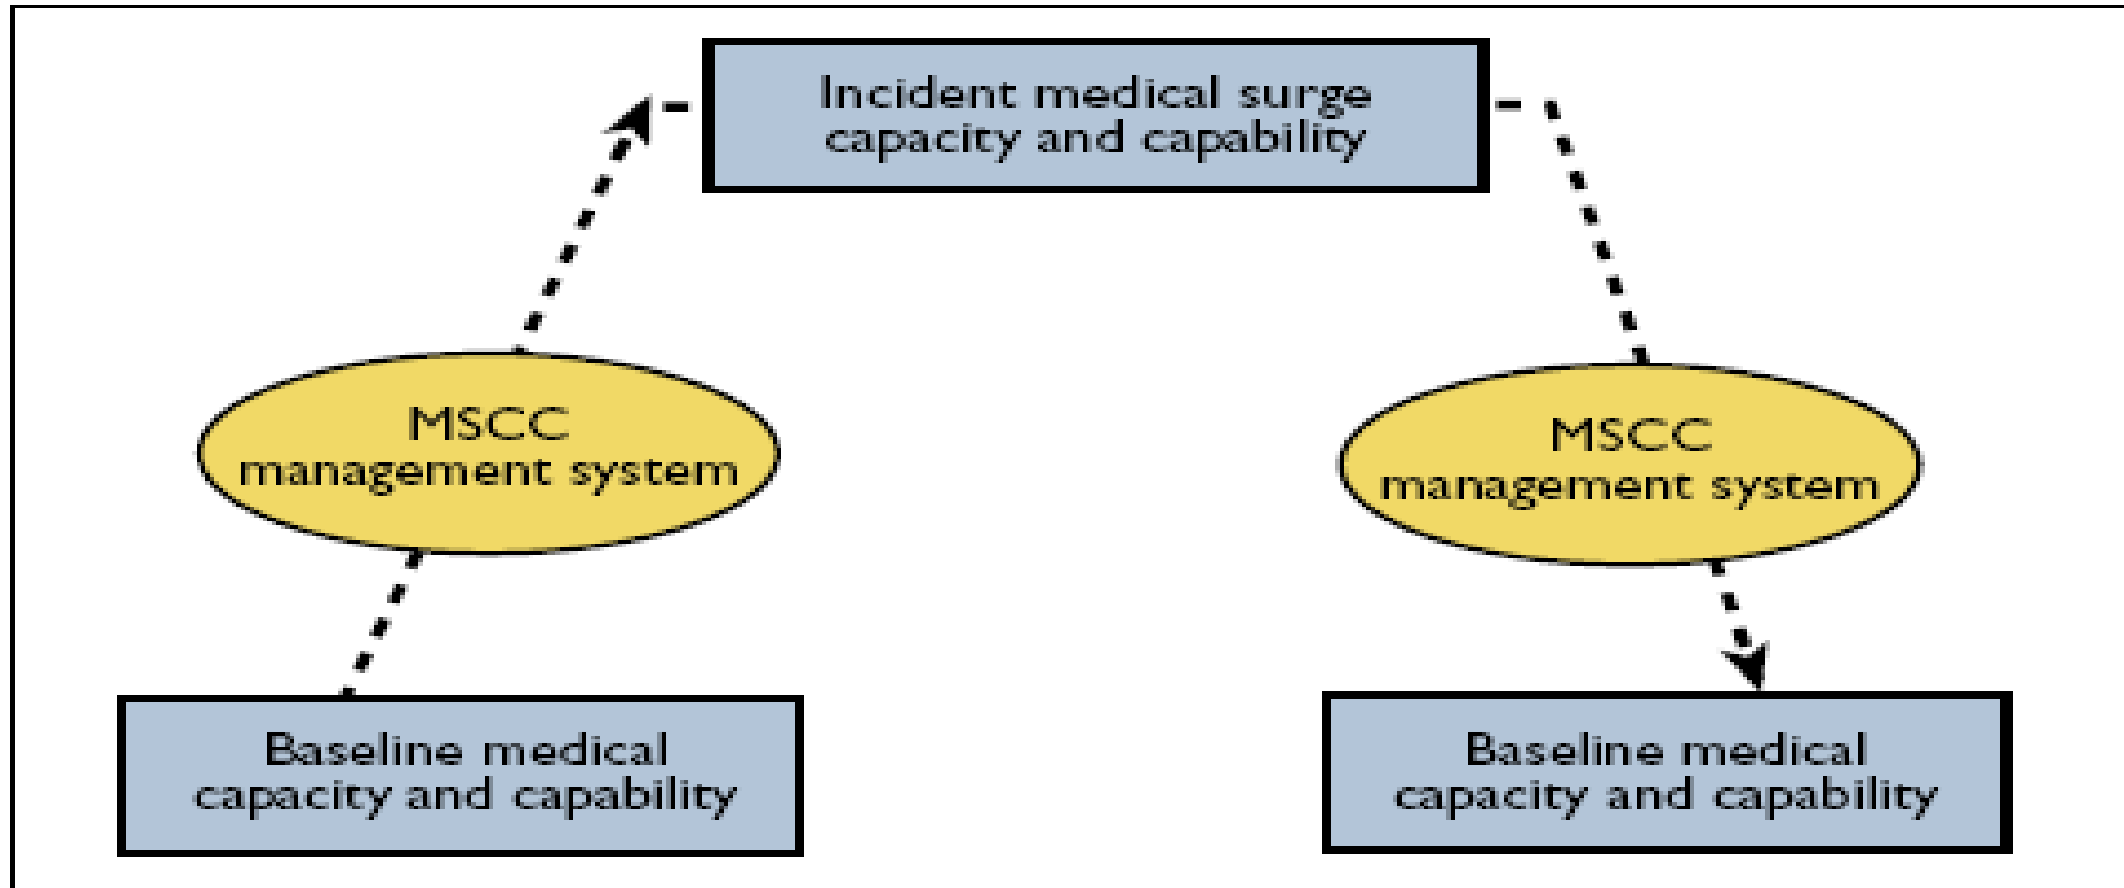 Incident medical surge
capacity and capability
MSCC
management system
MSCC
management system
Baseline medical
capacity and capability
Baseline medical
capacity and capability